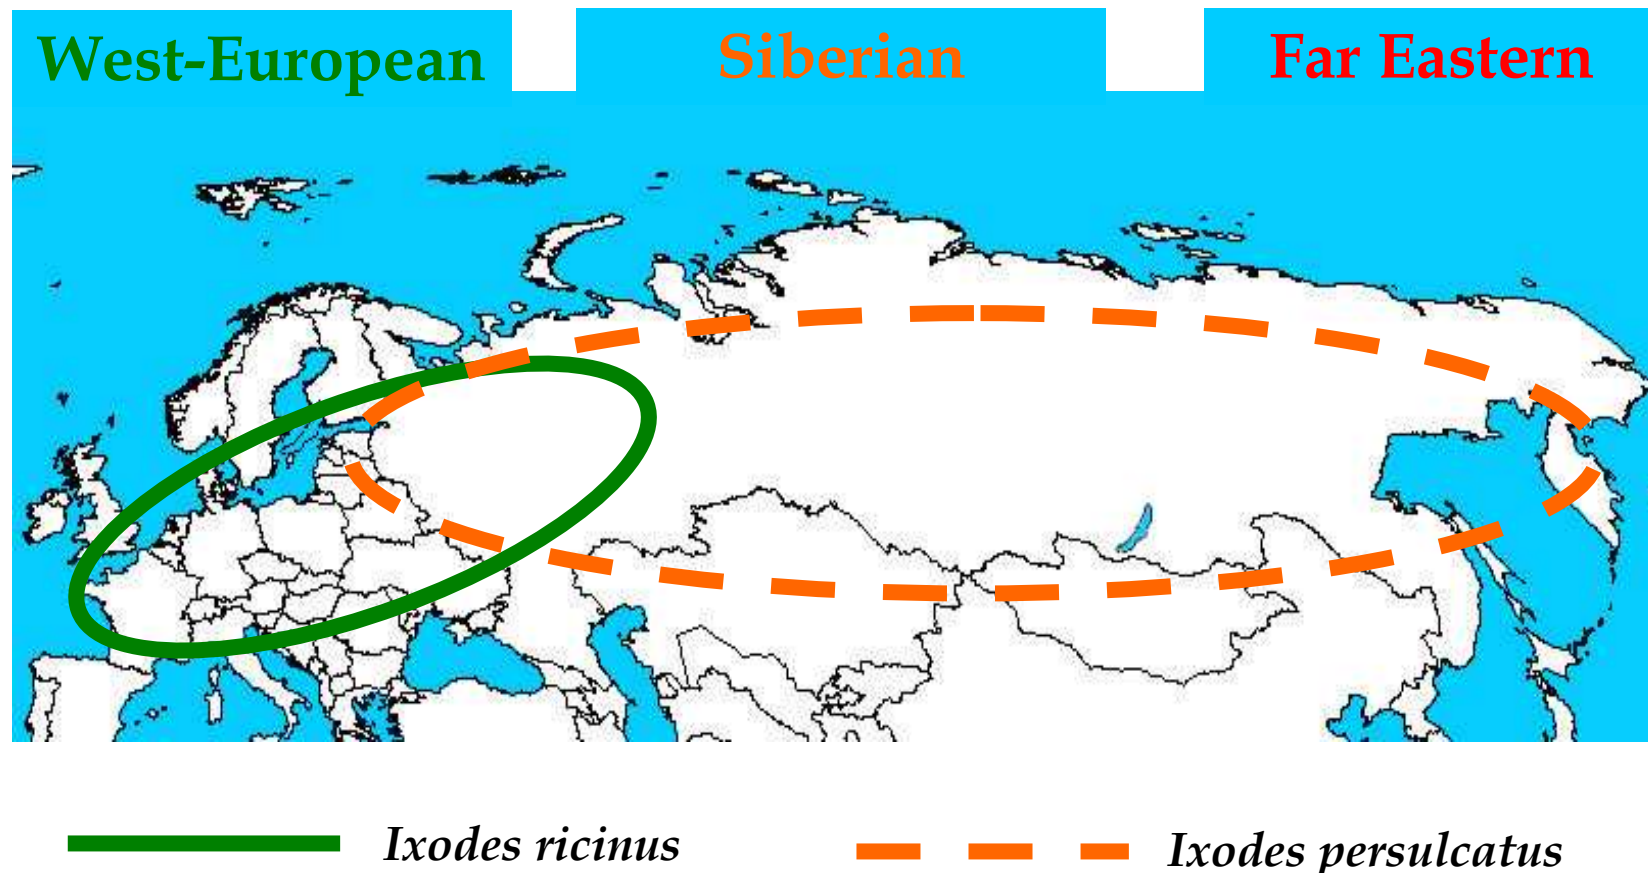 West-European
Siberian
Far Eastern
Ixodes ricinus
Ixodes persulcatus